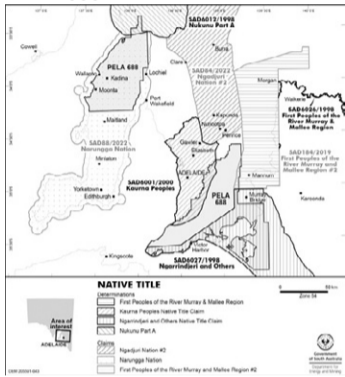 SAD6012/1998
Nukunu Part A
Cowell
Burra
PELA 688
Clare
SAD84/2022
Ngadjuri
Nation #2
Morgan
Wallaroo
Kadina
Lochiel
Moonta
Port
Wakefield
Waikerie
SAD6026/1998
First Peoples of the
River Murray &
Mallee Region
Maitland
Kapunda
Nuriootpa
SAD88/2022
Narungga Nation
Gawler
Elizabeth
SAD184/2019
First Peoples of the
River Murray and
Mallee Region #2
Minlaton
SAD6001/2000
Kaurna Peoples
ADELAIDE
PELA
688
Mannum
Yorketown
Edithburgh
Murray
Bridge
Karoonda
Victor
Harbor
Kingscote
SAD6027/1998
Ngarrindjeri and Others
NATIVE TITLE
Determinations
First Peoples of the River Murray & Mallee Region
Kaurna Peoples Native Title Claim
Ngarrindjeri and Others Native Title Claim
Nukunu Part A
Claims
Ngadjuri Nation #2
Narungga Nation
First Peoples of the River Murray and Mallee Region #2
Area of
interest
ADELAIDE
Government
of South Australia
Department for
Energy and Mining